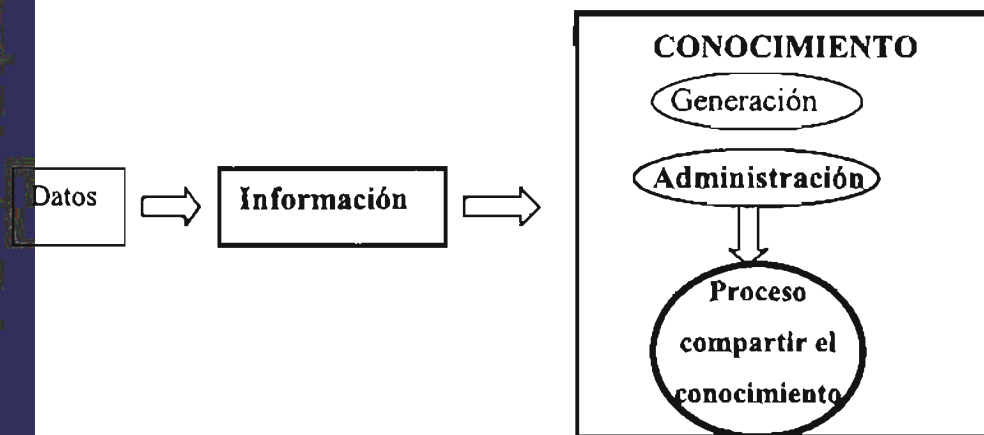 Datos
Información
CONOCIMIENTO
Generación
Administración
Proceso
compartir el
conocimiento